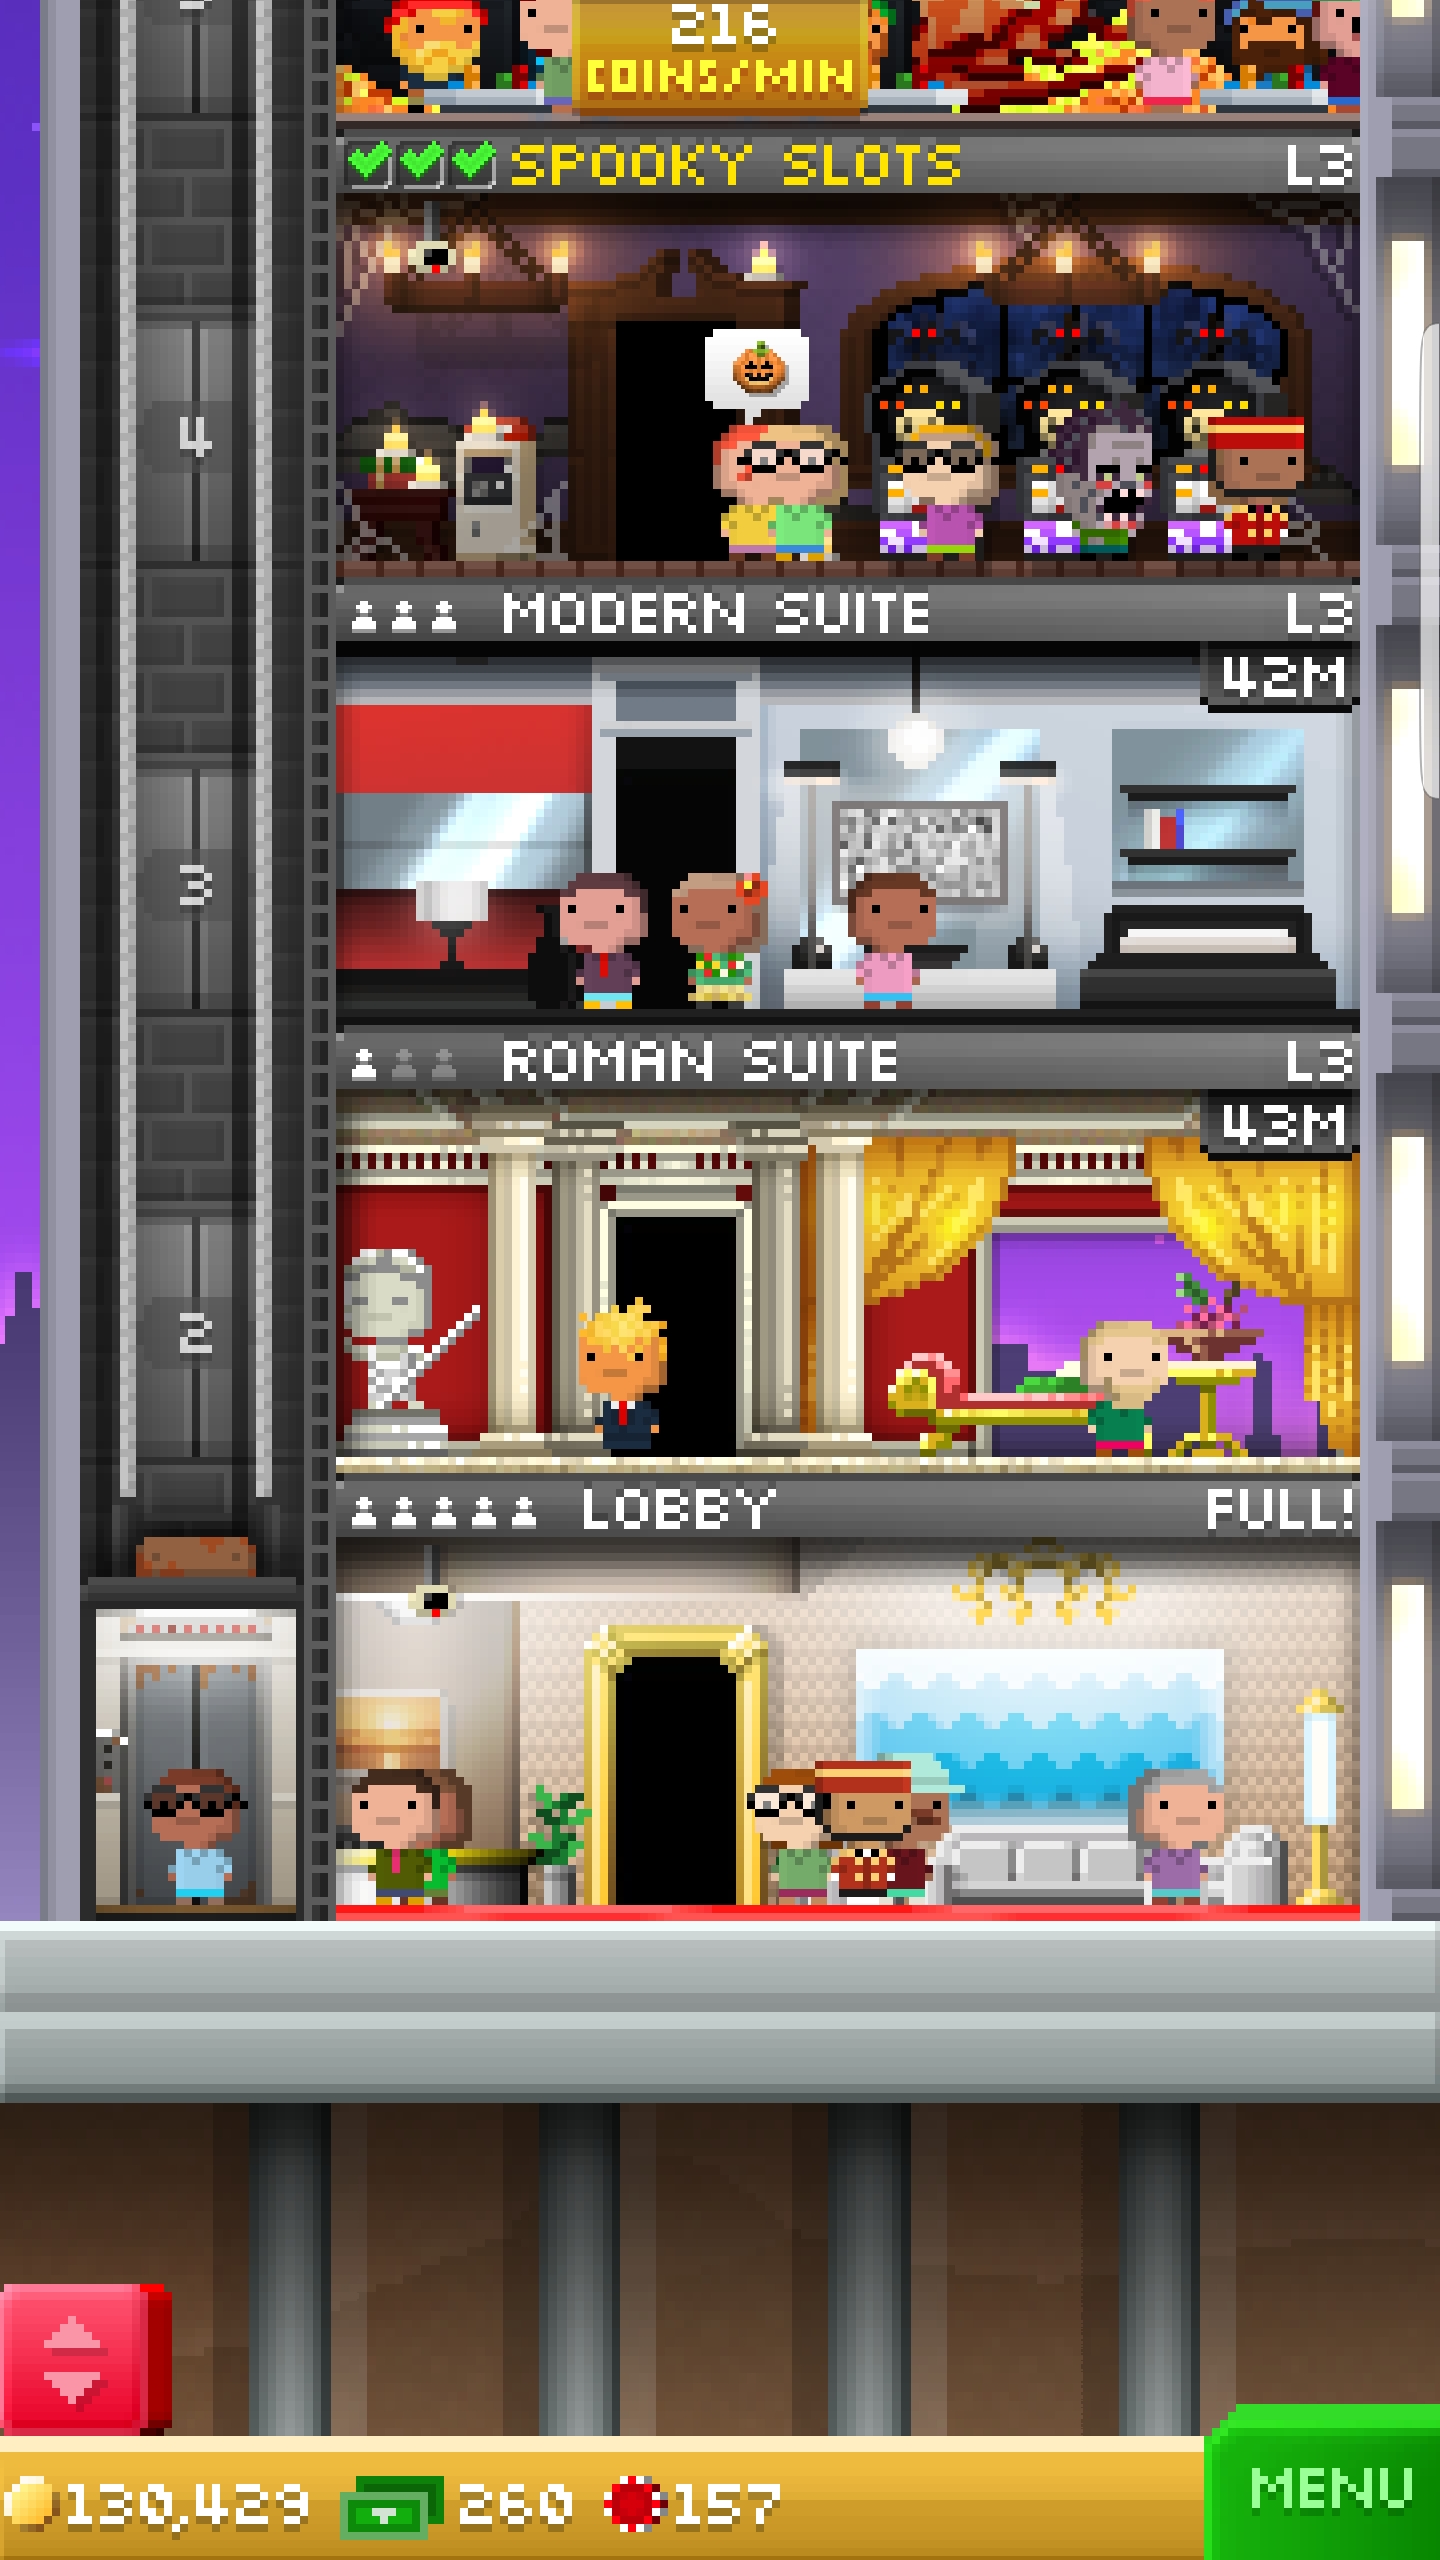 216
COINS/MIN
SPOOKY SLOTS L3
4
MODERN SUITE L3
42M
3
ROMAN SUITE L3
43M
2
LOBBY FULL!
130,429 260 157
MENU